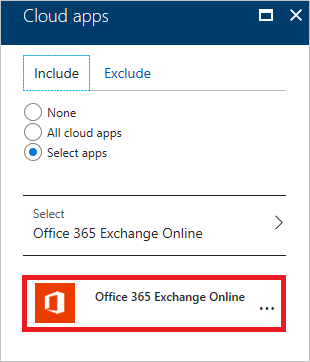 Cloud apps
Include Exclude
None
All cloud apps
Select apps
Select
Office 365 Exchange Online
Office 365 Exchange Online ...